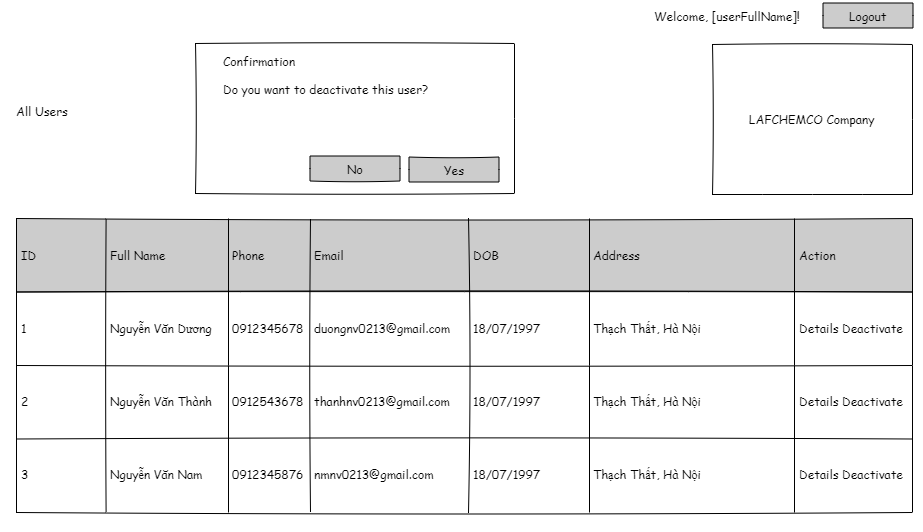 Welcome, [userFullName]!
Logout
Confirmation
Do you want to deactivate this user?
All Users
LAFCHEMCO Company
No
Yes
ID Full Name Phone Email DOB Address Action
1 Nguyễn Văn Dương 0912345678 duongnv0213@gmail.com 18/07/1997 Thạch Thất, Hà Nội Details Deactivate
2 Nguyễn Văn Thành 0912543678 thanhnv0213@gmail.com 18/07/1997 Thạch Thất, Hà Nội Details Deactivate
3 Nguyễn Văn Nam 0912345876 nmnv0213@gmail.com 18/07/1997 Thạch Thất, Hà Nội Details Deactivate